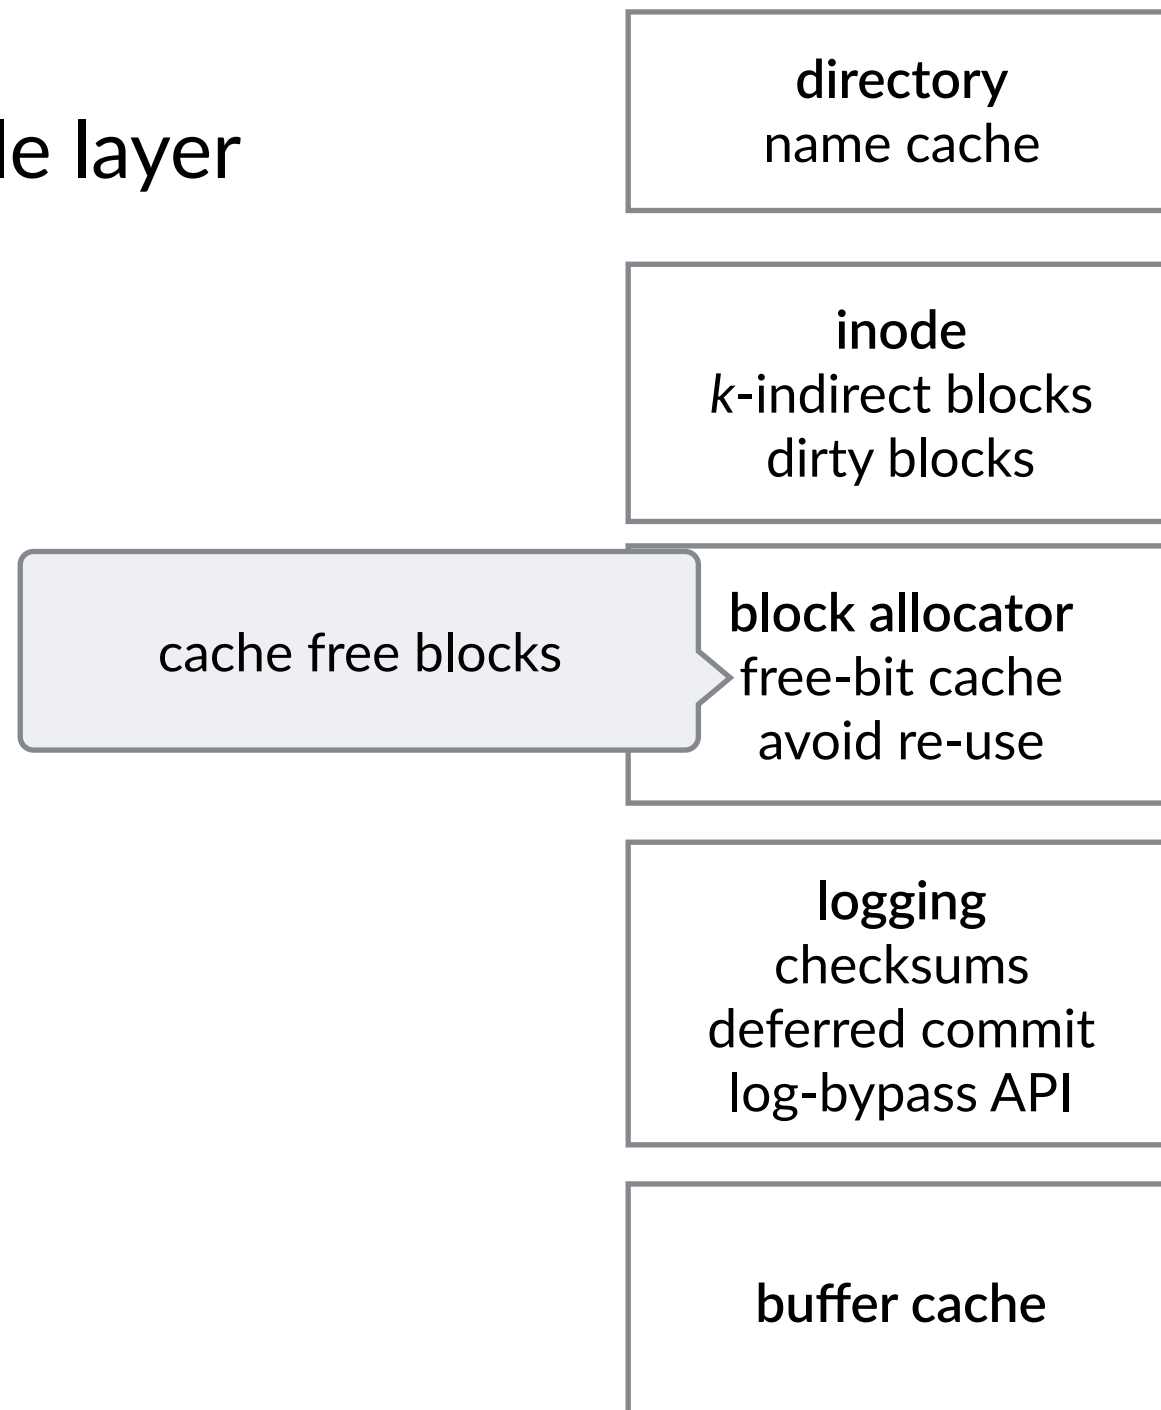 layer
directory
name cache
inode
k-indirect blocks
dirty blocks
cache free blocks
block allocator
free-bit cache
avoid re-use
logging
checksums
deferred commit
log-bypass API
buffer cache